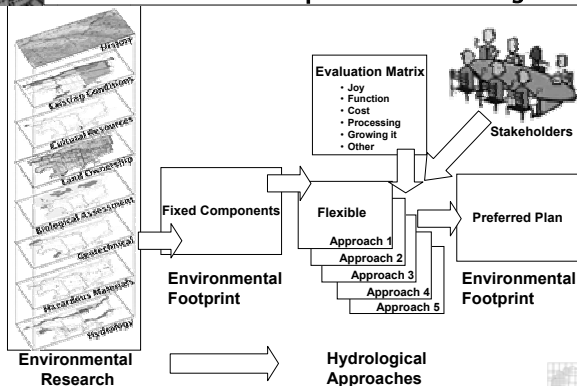 History
Existing Conditions
Cultural Resources
Land Ownership
Biological Assessment
Geotechnical
Hazardous Materials
Hydrology
Environmental
Research
Fixed Components
Environmental
Footprint
Evaluation Matrix
• Joy
• Function
• Cost
• Processing
• Growing it
• Other
Stakeholders
Flexible
Approach 1
Approach 2
Approach 3
Approach 4
Approach 5
Hydrological
Approaches
Preferred Plan
Environmental
Footprint